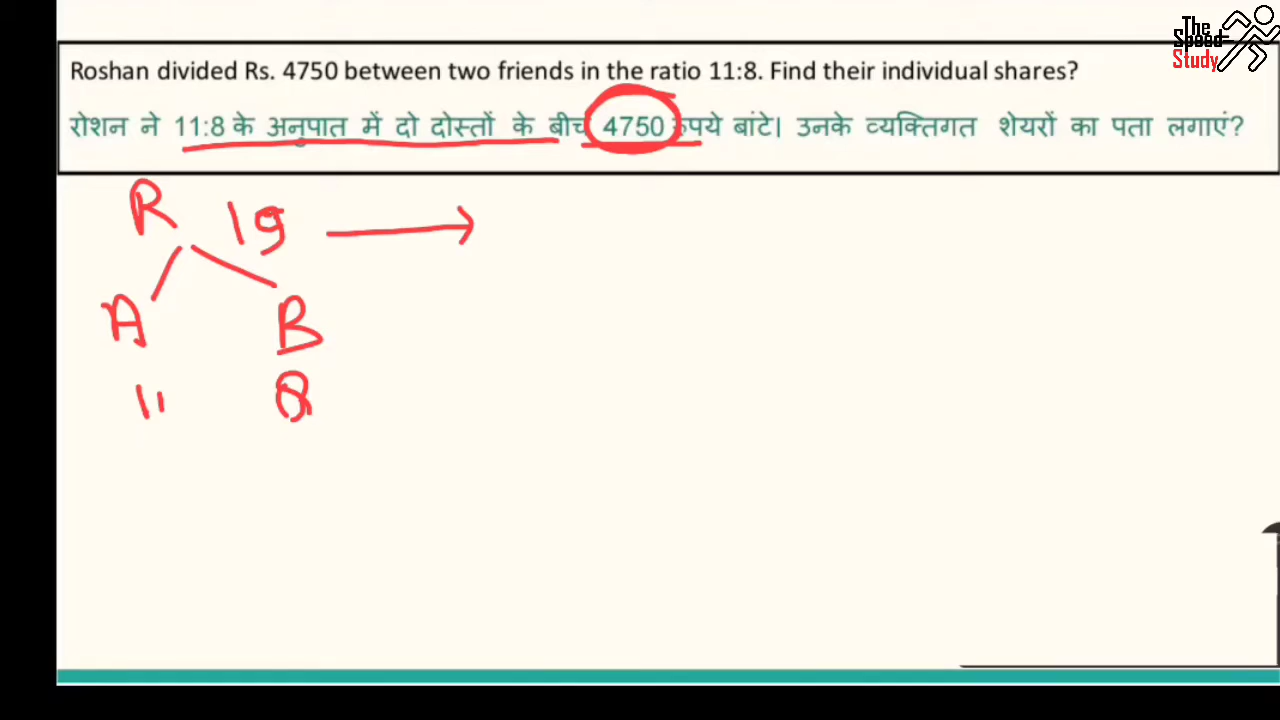 The
Speed
Study
Roshan divided Rs. 4750 between two friends in the ratio 11:8. Find their individual shares?
रोशन ने 11:8 के अनुपात में दो दोस्तों के बीच 4750 रुपये बांटे। उनके व्यक्तिगत शेयरों का पता लगाएं?
R 19
A B
11 8